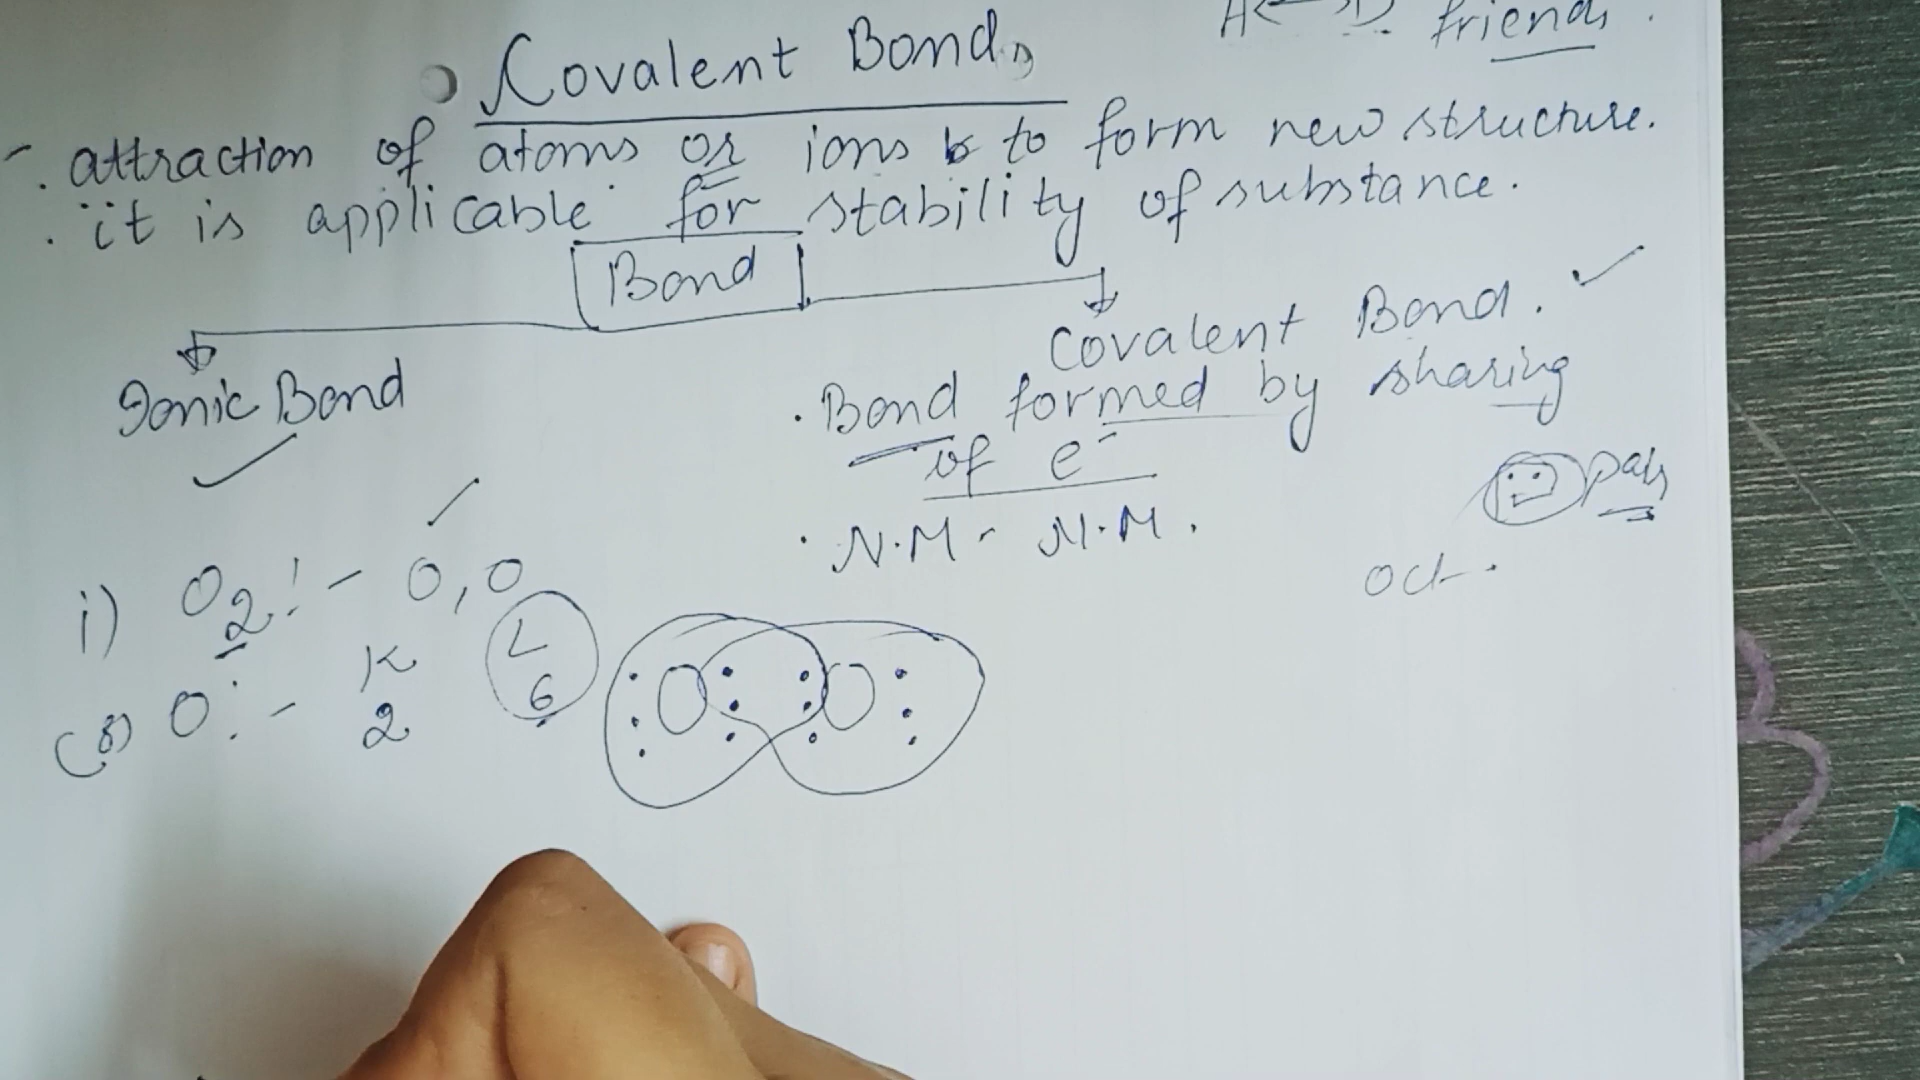 A ← → B. friends.
Covalent Bond,
. attraction of atoms or ions to form new structure.
. it is applicable for stability of substance.
Bond
Ionic Bond
Covalent Bond.
. Bond formed by sharing
of e-
. N.M - N.M.
pals
oct.
i) O2 :- O, O
K L
(8) O :- 2 6
O O